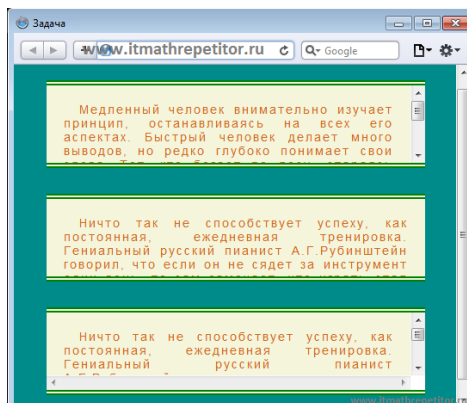 Задача
www.itmathrepetitor.ru
Google
Медленный человек внимательно изучает
принцип, останавливаясь на всех его
аспектах. Быстрый человек делает много
выводов, но редко глубоко понимает свои
Ничто так не способствует успеху, как
постоянная, ежедневная тренировка.
Гениальный русский пианист А.Г.Рубинштейн
говорил, что если он не сядет за инструмент
Ничто так не способствует успеху, как
постоянная, ежедневная тренировка.
Гениальный русский пианист
www.itmathrepetitor.ru